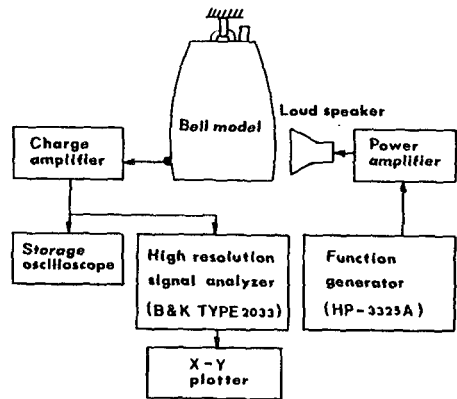 Bell model
Loud speaker
Charge
amplifier
Power
amplifier
Storage
oscilloscope
High resolution
signal analyzer
(B&K TYPE 2033)
Function
generator
(HP-3325A)
X-Y
plotter